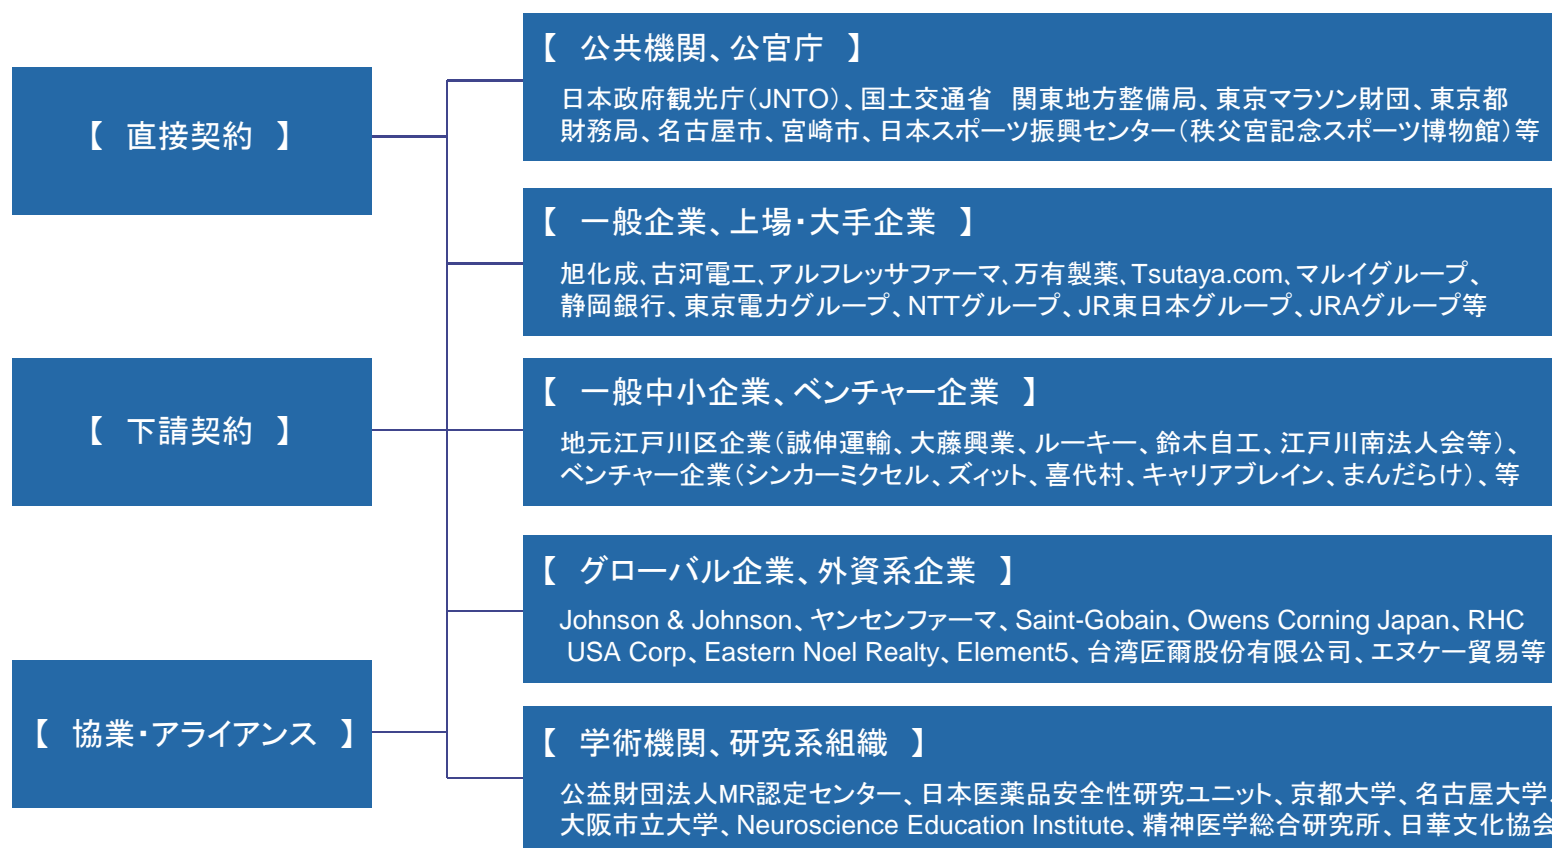 【 直接契約 】
【 下請契約 】
【 協業・アライアンス 】
【 公共機関、公官庁 】
日本政府観光庁（JNTO）、国土交通省 関東地方整備局、東京マラソン財団、東京都
財務局、名古屋市、宮崎市、日本スポーツ振興センター（秩父宮記念スポーツ博物館）等
【 一般企業、上場・大手企業 】
旭化成、古河電工、アルフレッサファーマ、万有製薬、Tsutaya.com、マルイグループ、
静岡銀行、東京電力グループ、NTTグループ、JR東日本グループ、JRAグループ等
【 一般中小企業、ベンチャー企業 】
地元江戸川区企業（誠伸運輸、大藤興業、ルーキー、鈴木自工、江戸川南法人会等）、
ベンチャー企業（シンカーミクセル、ズィット、喜代村、キャリアブレイン、まんだらけ）、等
【 グローバル企業、外資系企業 】
Johnson & Johnson、ヤンセンファーマ、Saint-Gobain、Owens Corning Japan、RHC
USA Corp、Eastern Noel Realty、Element5、台湾匠爾股份有限公司、エヌケー貿易等
【 学術機関、研究系組織 】
公益財団法人MR認定センター、日本医薬品安全性研究ユニット、京都大学、名古屋大学、
大阪市立大学、Neuroscience Education Institute、精神医学総合研究所、日華文化協会